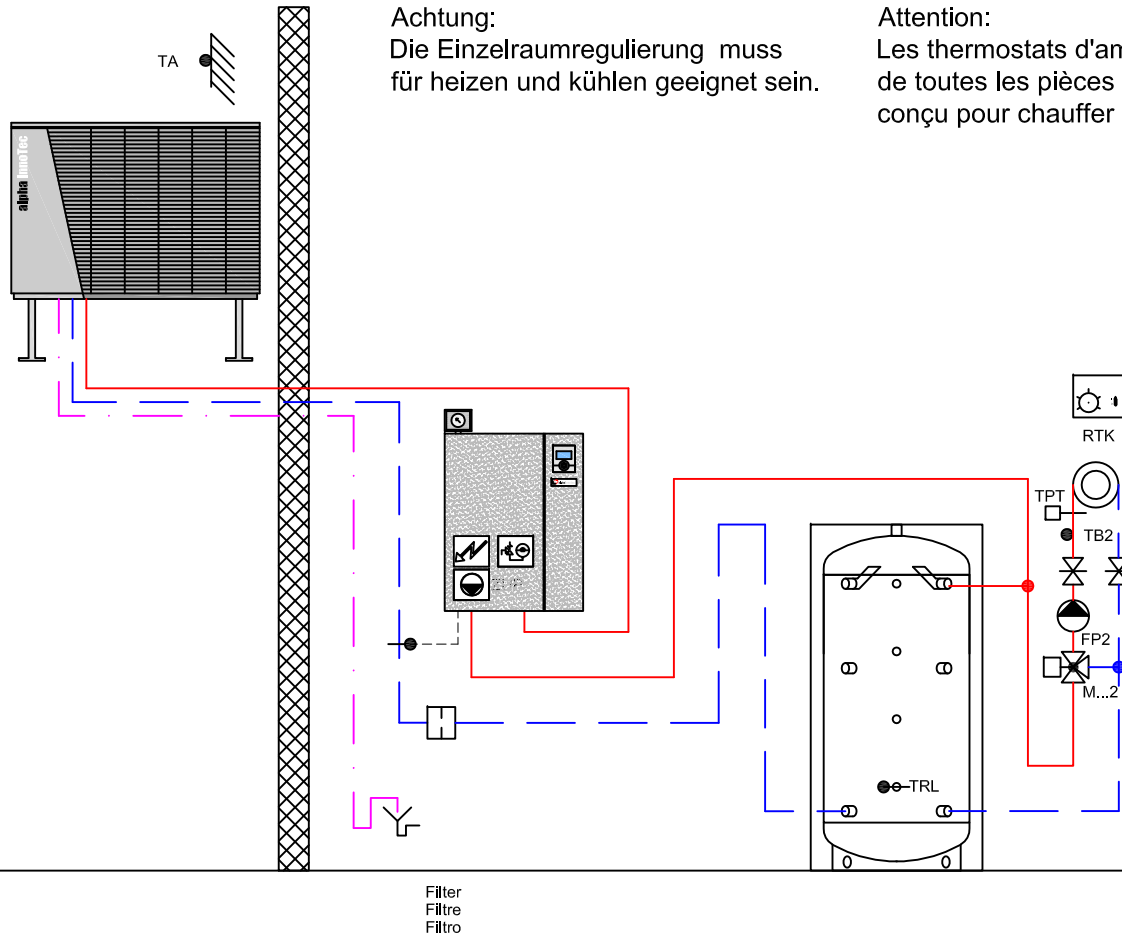 Achtung:
Die Einzelraumregulierung muss
für heizen und kühlen geeignet sein.
Attention:
Les thermostats d'am
de toutes les pièces
conçu pour chauffer
TA
alpha innoTec
RTK
TPT
TB2
FP2
M...2
TRL
Filter
Filtre
Filtro